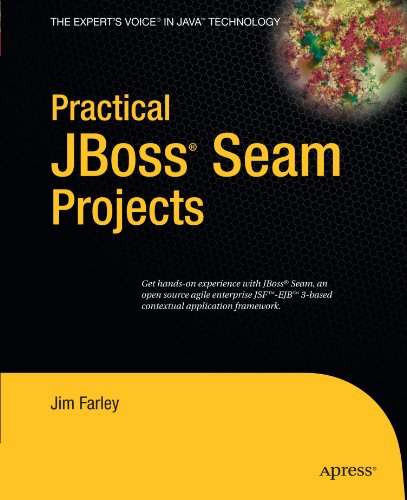 THE EXPERT'S VOICE® IN JAVA™ TECHNOLOGY
Practical
JBoss® Seam
Projects
Get hands-on experience with JBoss® Seam, an
open source agile enterprise JSF™-EJB™ 3-based
contextual application framework.
Jim Farley
Apress®